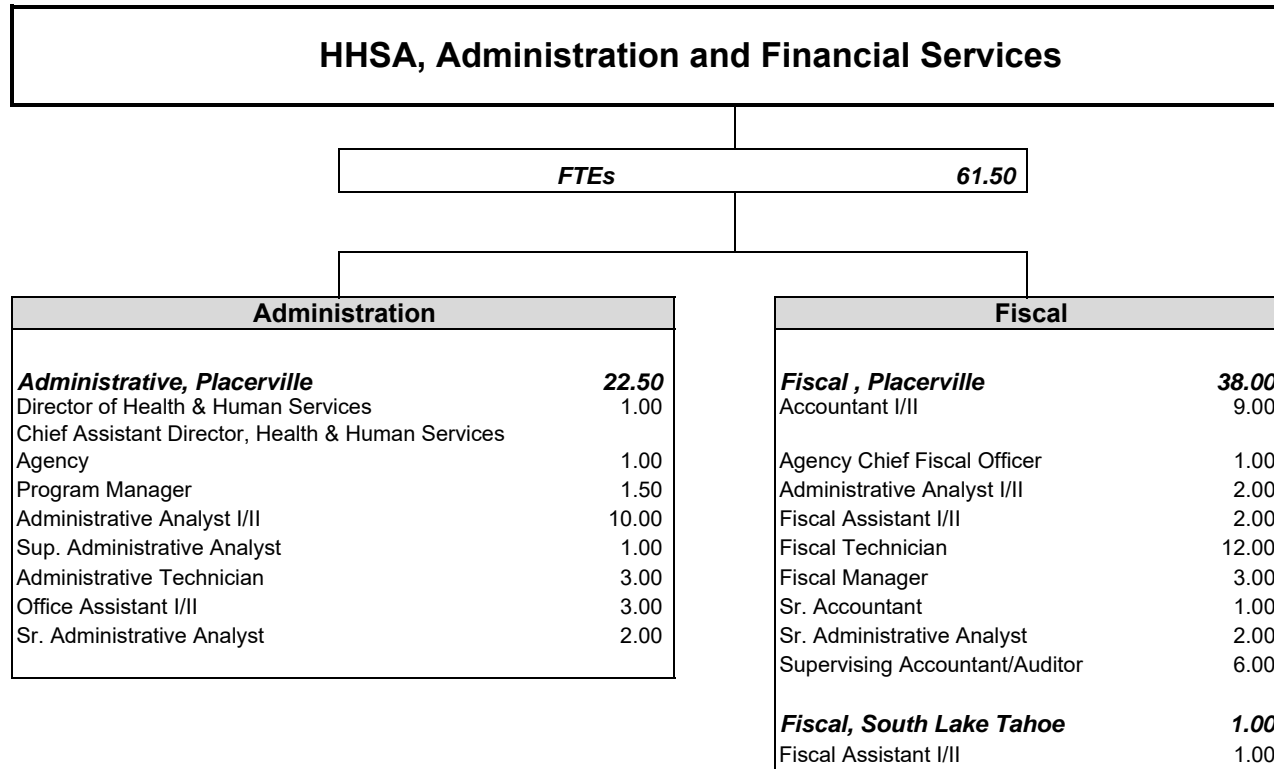 HHSA, Administration and Financial Services
FTEs 61.50
Administration
Administrative, Placerville 22.50
Director of Health & Human Services 1.00
Chief Assistant Director, Health & Human Services
Agency 1.00
Program Manager 1.50
Administrative Analyst I/II 10.00
Sup. Administrative Analyst 1.00
Administrative Technician 3.00
Office Assistant I/II 3.00
Sr. Administrative Analyst 2.00
Fiscal
Fiscal , Placerville 38.00
Accountant I/II 9.00
Agency Chief Fiscal Officer 1.00
Administrative Analyst I/II 2.00
Fiscal Assistant I/II 2.00
Fiscal Technician 12.00
Fiscal Manager 3.00
Sr. Accountant 1.00
Sr. Administrative Analyst 2.00
Supervising Accountant/Auditor 6.00
Fiscal, South Lake Tahoe 1.00
Fiscal Assistant I/II 1.00